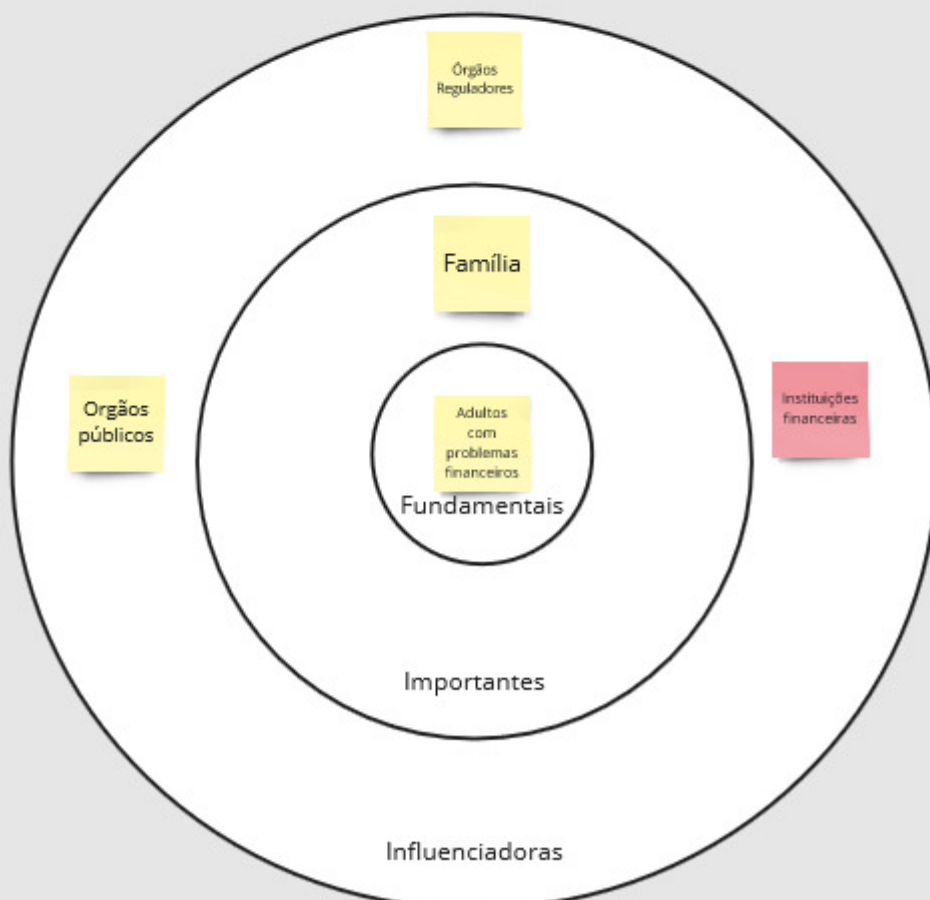 Órgãos
Reguladores
Família
Orgãos
públicos
Adultos
com
problemas
financeiros
Instituições
financeiras
Fundamentais
Importantes
Influenciadoras